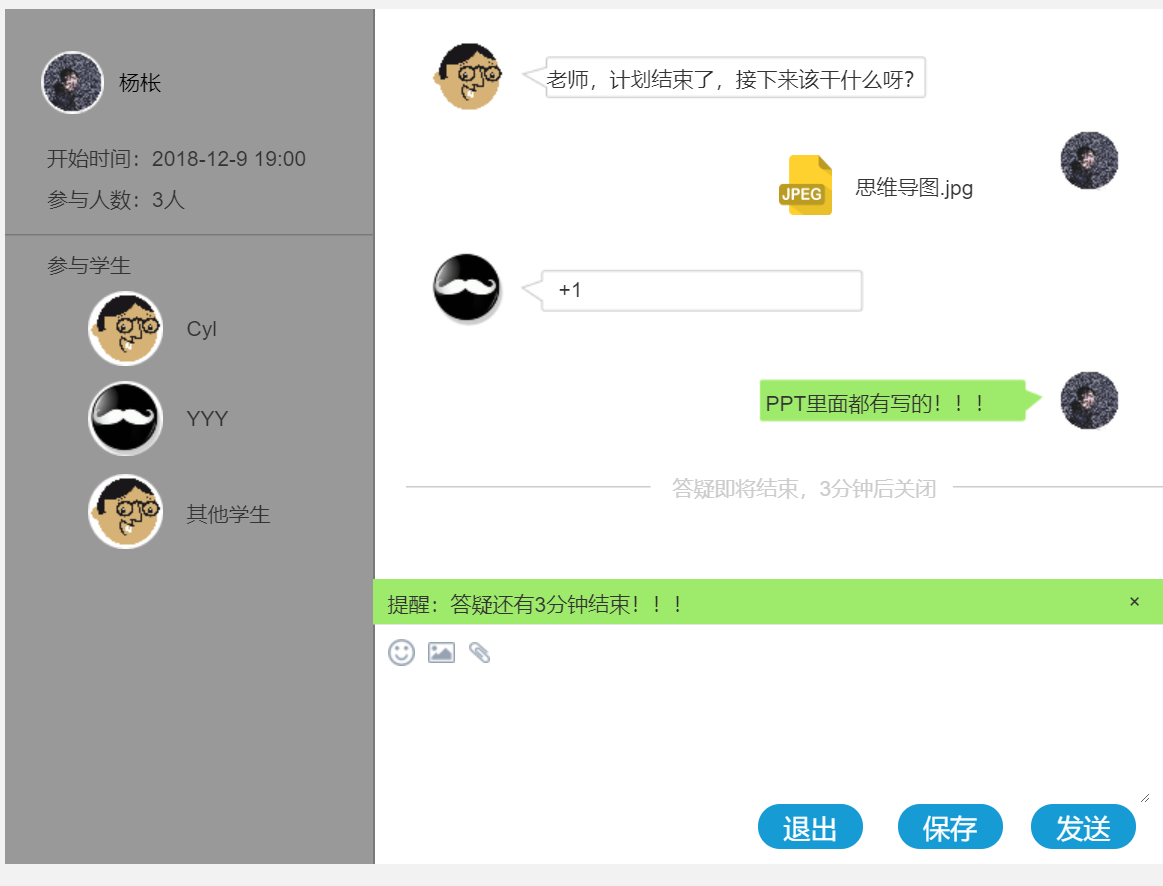 杨枨
开始时间：2018-12-9 19:00
参与人数：3人
参与学生
Cyl
YYY
其他学生
老师，计划结束了，接下来该干什么呀？
JPEG
思维导图.jpg
+1
PPT里面都有写的！！！
答疑即将结束，3分钟后关闭
提醒：答疑还有3分钟结束！！！
×
退出
保存
发送